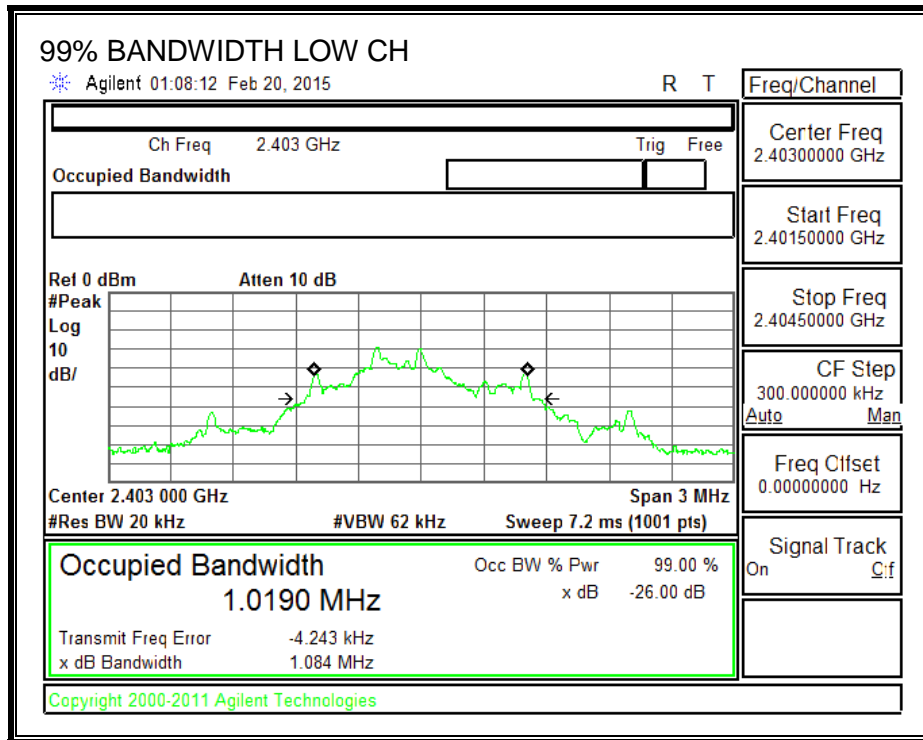 99% BANDWIDTH LOW CH
Agilent 01:08:12 Feb 20, 2015 R T
Freq/Channel
Ch Freq 2.403 GHz Trig Free
Occupied Bandwidth
Center Freq
2.40300000 GHz
Start Freq
2.40150000 GHz
Stop Freq
2.40450000 GHz
CF Step
300.000000 kHz
Auto Man
Freq Offset
0.00000000 Hz
Signal Track
On Off
Ref 0 dBm Atten 10 dB
#Peak
Log
10
dB/
Center 2.403 000 GHz Span 3 MHz
#Res BW 20 kHz #VBW 62 kHz Sweep 7.2 ms (1001 pts)
Occupied Bandwidth
1.0190 MHz
Occ BW % Pwr 99.00 %
x dB -26.00 dB
Transmit Freq Error -4.243 kHz
x dB Bandwidth 1.084 MHz
Copyright 2000-2011 Agilent Technologies